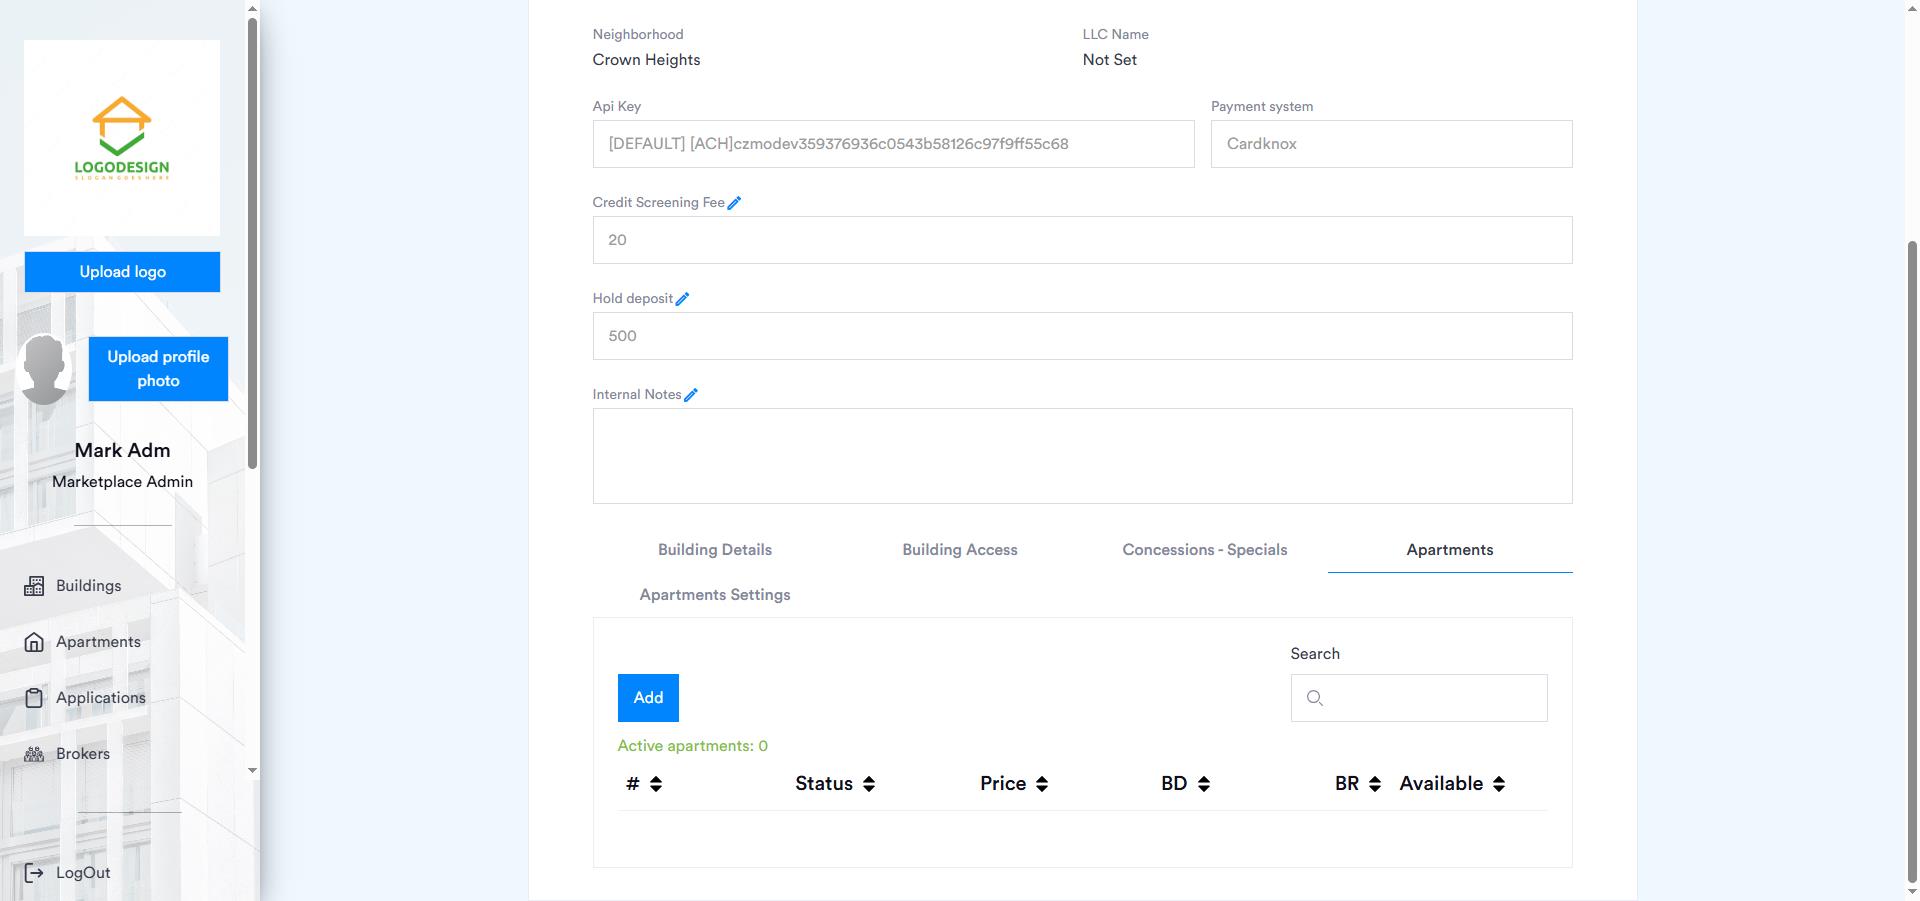 LOGODESIGN
SLOGAN GOES HERE
Upload logo
Upload profile
photo
Mark Adm
Marketplace Admin
Buildings
Apartments
Applications
Brokers
LogOut
Neighborhood
Crown Heights
LLC Name
Not Set
Api Key
[DEFAULT] [ACH]czmodev359376936c0543b58126c97f9ff55c68
Payment system
Cardknox
Credit Screening Fee
20
Hold deposit
500
Internal Notes
Building Details
Building Access
Concessions - Specials
Apartments
Apartments Settings
Search
Add
Active apartments: 0
# Status Price BD BR Available